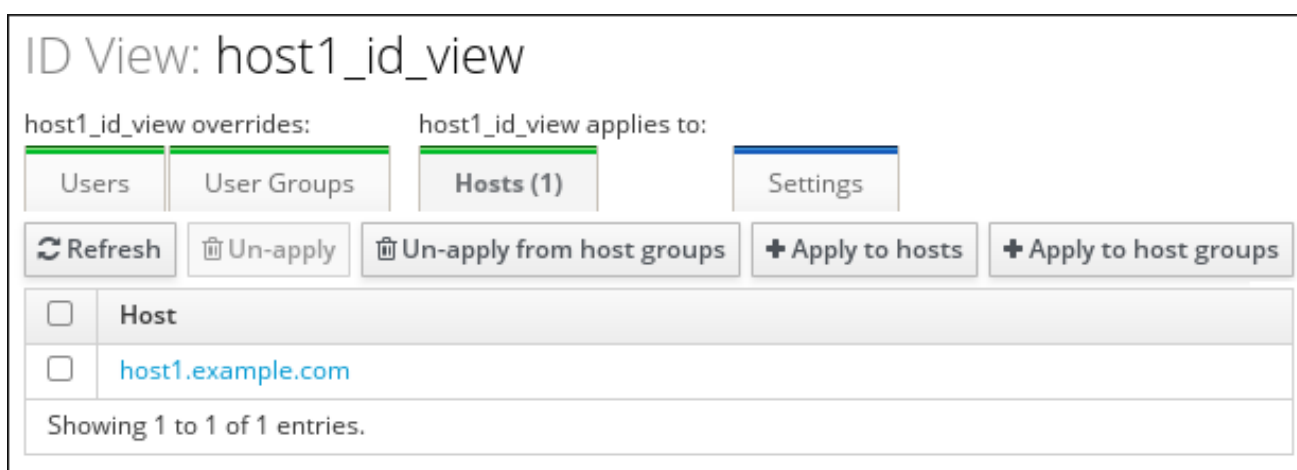 ID View: host1_id_view
host1_id_view overrides: host1_id_view applies to:
Users User Groups Hosts (1) Settings
Refresh Un-apply Un-apply from host groups Apply to hosts Apply to host groups
Host
host1.example.com
Showing 1 to 1 of 1 entries.